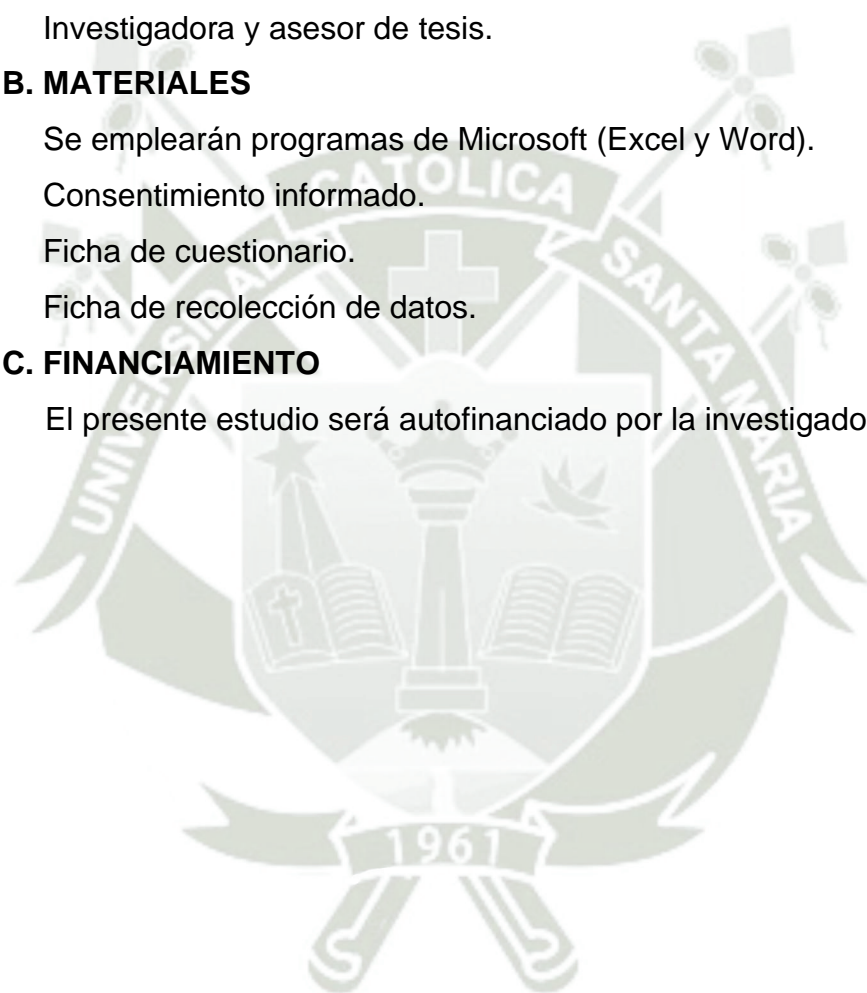 Investigadora y asesor de tesis.
B. MATERIALES
Se emplearán programas de Microsoft (Excel y Word).
Consentimiento informado.
Ficha de cuestionario.
Ficha de recolección de datos.
C. FINANCIAMIENTO
El presente estudio será autofinanciado por la investigado
UNIVERSIDAD CATOLICA SANTA MARIA
1961